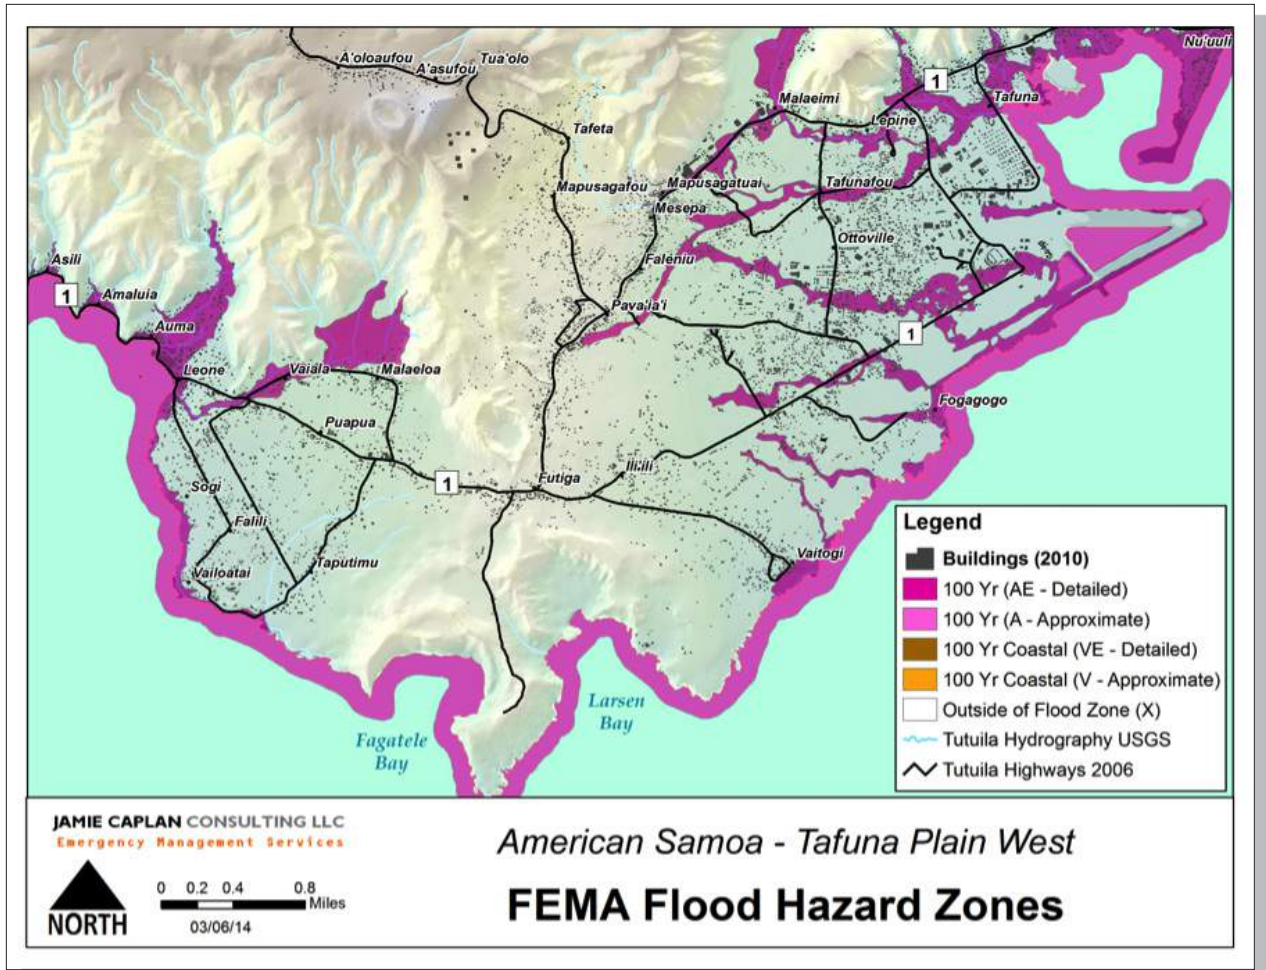 Nu'uuli
A'oloaufou
A'asufou
Tua'olo
1
Malaeimi
Tafuna
Lepine
Tafeta
Mapusagafou
Mapusagatuai
Tafunafou
Mesepa
Ottoville
Asili
Faleniu
1
Amaluia
Pava'ia'i
Auma
1
Leone
Vaiala
Malaeloa
Fogagogo
Puapua
Ili'ili
1
Futiga
Sogi
Falili
Vaitogi
Vailoatai
Taputimu
Larsen
Bay
Fagatele
Bay
Legend
Buildings (2010)
100 Yr (AE - Detailed)
100 Yr (A - Approximate)
100 Yr Coastal (VE - Detailed)
100 Yr Coastal (V - Approximate)
Outside of Flood Zone (X)
Tutuila Hydrography USGS
Tutuila Highways 2006
JAMIE CAPLAN CONSULTING LLC
Emergency Management Services
NORTH
0 0.2 0.4 0.8
Miles
03/06/14
American Samoa - Tafuna Plain West
FEMA Flood Hazard Zones